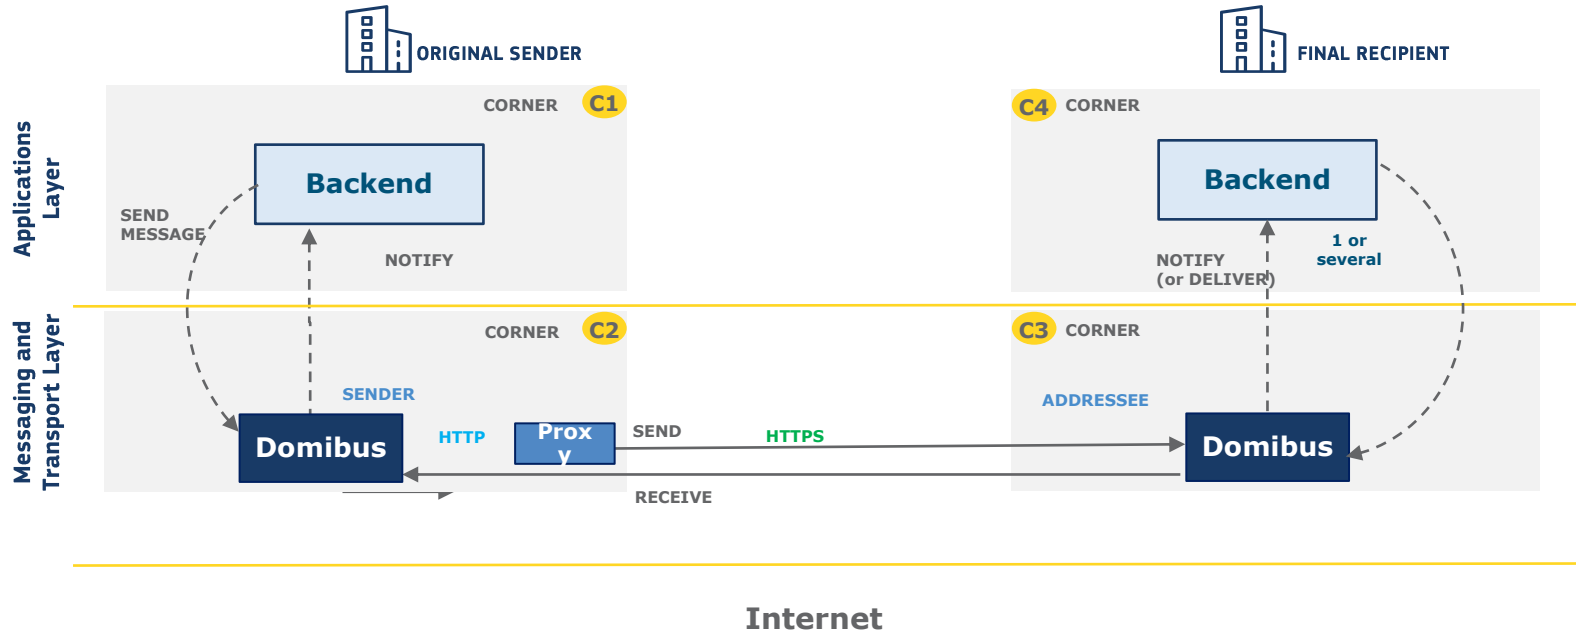 ORIGINAL SENDER
FINAL RECIPIENT
Applications
Layer
CORNER
C1
Backend
SEND
MESSAGE
NOTIFY
C4
CORNER
Backend
1 or
several
NOTIFY
(or DELIVER)
Messaging and
Transport Layer
CORNER
C2
SENDER
Domibus
HTTP
Prox
y
SEND
HTTPS
RECEIVE
C3
CORNER
ADDRESSEE
Domibus
Internet